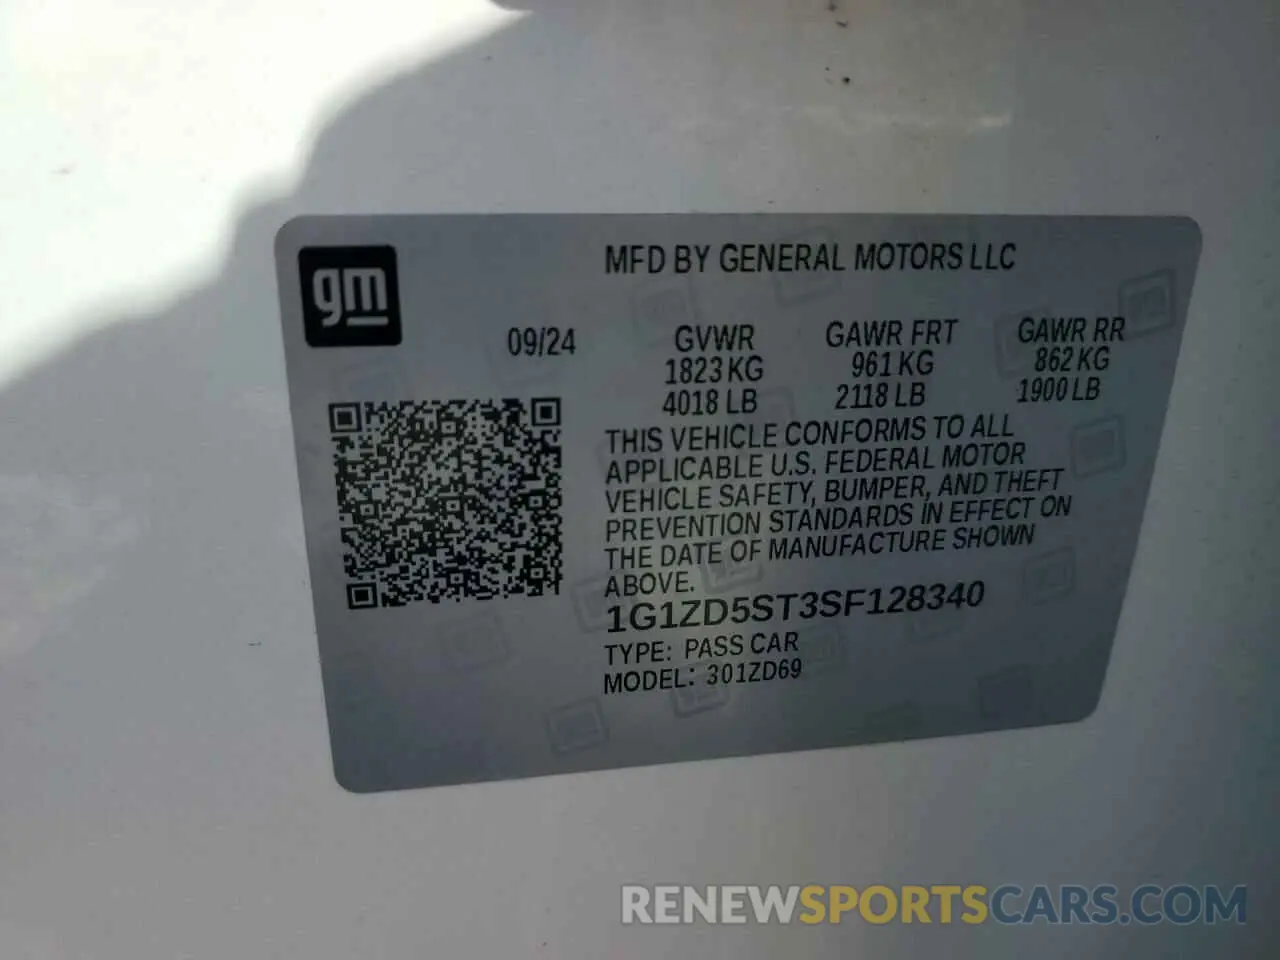 gm
MFD BY GENERAL MOTORS LLC
09/24 GVWR GAWR FRT GAWR RR
1823 KG 961 KG 862 KG
4018 LB 2118 LB 1900 LB
THIS VEHICLE CONFORMS TO ALL
APPLICABLE U.S. FEDERAL MOTOR
VEHICLE SAFETY, BUMPER, AND THEFT
PREVENTION STANDARDS IN EFFECT ON
THE DATE OF MANUFACTURE SHOWN
ABOVE.
1G1ZD5ST3SF128340
TYPE: PASS CAR
MODEL: 301ZD69
RENEWSPORTSCARS.COM